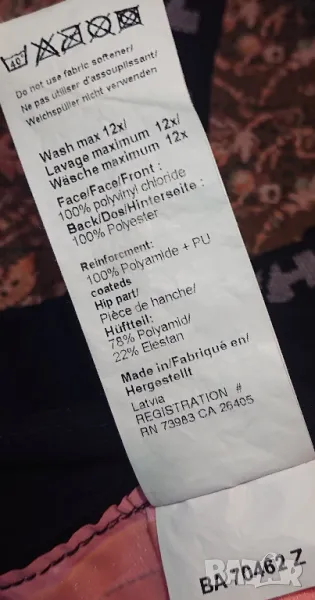 40
Do not use fabric softener/
Ne pas utiliser d'assouplissant/
Weichspüler nicht verwenden
Wash max 12x/
Lavage maximum 12x/
Wäsche maximum 12x
Face/Face/Front:
100% polyvinyl chloride
Back/Dos/Hinterseite:
100% Polyester
Reinforcment:
100% Polyamide + PU
coateds
Hip part/
Pièce de hanche/
Hüftteil:
78% Polyamid/
22% Elestan
Made in/Fabriqué en/
Hergestellt
Latvia
REGISTRATION #
RN 73983 CA 26405
BA 70462 Z
BAZAR